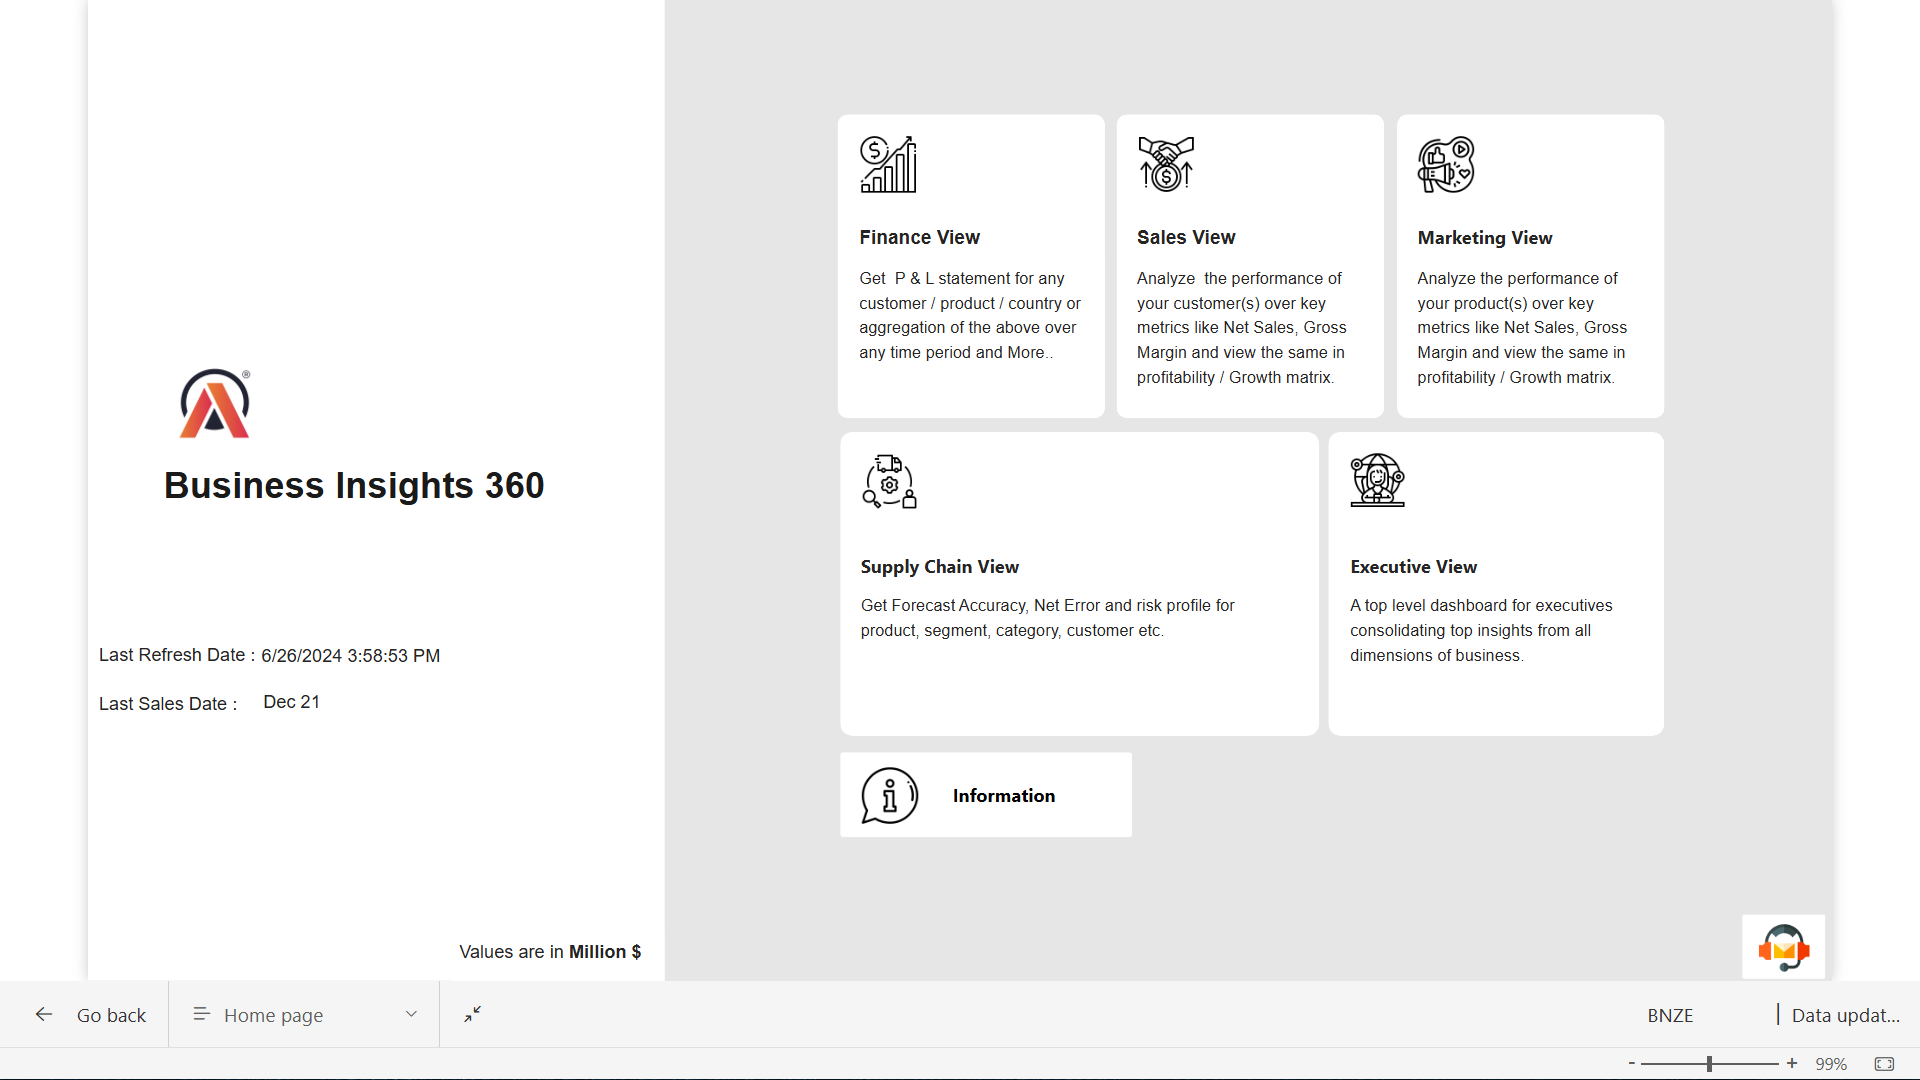 Business Insights 360
Last Refresh Date : 6/26/2024 3:58:53 PM
Last Sales Date : Dec 21
Values are in Million $
Finance View
Get  P & L statement for any
customer / product / country or
aggregation of the above over
any time period and More..
Sales View
Analyze  the performance of
your customer(s) over key
metrics like Net Sales, Gross
Margin and view the same in
profitability / Growth matrix.
Marketing View
Analyze the performance of
your product(s) over key
metrics like Net Sales, Gross
Margin and view the same in
profitability / Growth matrix.
Supply Chain View
Get Forecast Accuracy, Net Error and risk profile for
product, segment, category, customer etc.
Executive View
A top level dashboard for executives
consolidating top insights from all
dimensions of business.
Information
Go back
Home page
BNZE
Data updat...
- + 99%